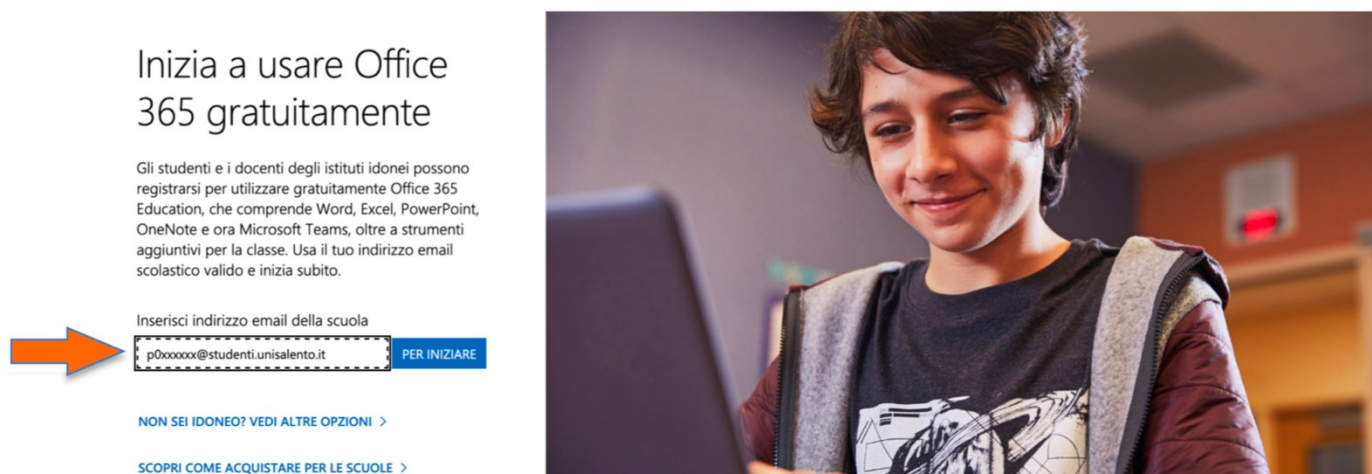 Inizia a usare Office
365 gratuitamente
Gli studenti e i docenti degli istituti idonei possono
registrarsi per utilizzare gratuitamente Office 365
Education, che comprende Word, Excel, PowerPoint,
OneNote e ora Microsoft Teams, oltre a strumenti
aggiuntivi per la classe. Usa il tuo indirizzo email
scolastico valido e inizia subito.
Inserisci indirizzo email della scuola
p0xxxxxx@studenti.unisalento.it PER INIZIARE
NON SEI IDONEO? VEDI ALTRE OPZIONI >
SCOPRI COME ACQUISTARE PER LE SCUOLE >